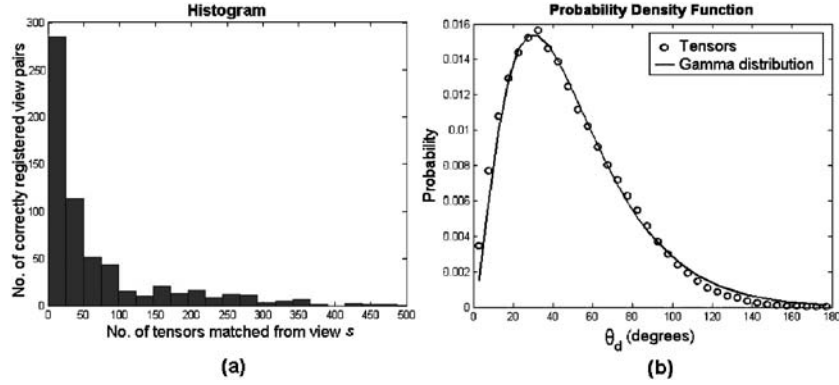 Histogram
300
250
200
150
100
50
0
No. of correctly registered view pairs
0 50 100 150 200 250 300 350 400 450 500
No. of tensors matched from view s
(a)
Probability Density Function
0.016
0.014
0.012
0.01
0.008
0.006
0.004
0.002
0
Probability
Tensors
Gamma distribution
0 20 40 60 80 100 120 140 160 180
θd (degrees)
(b)